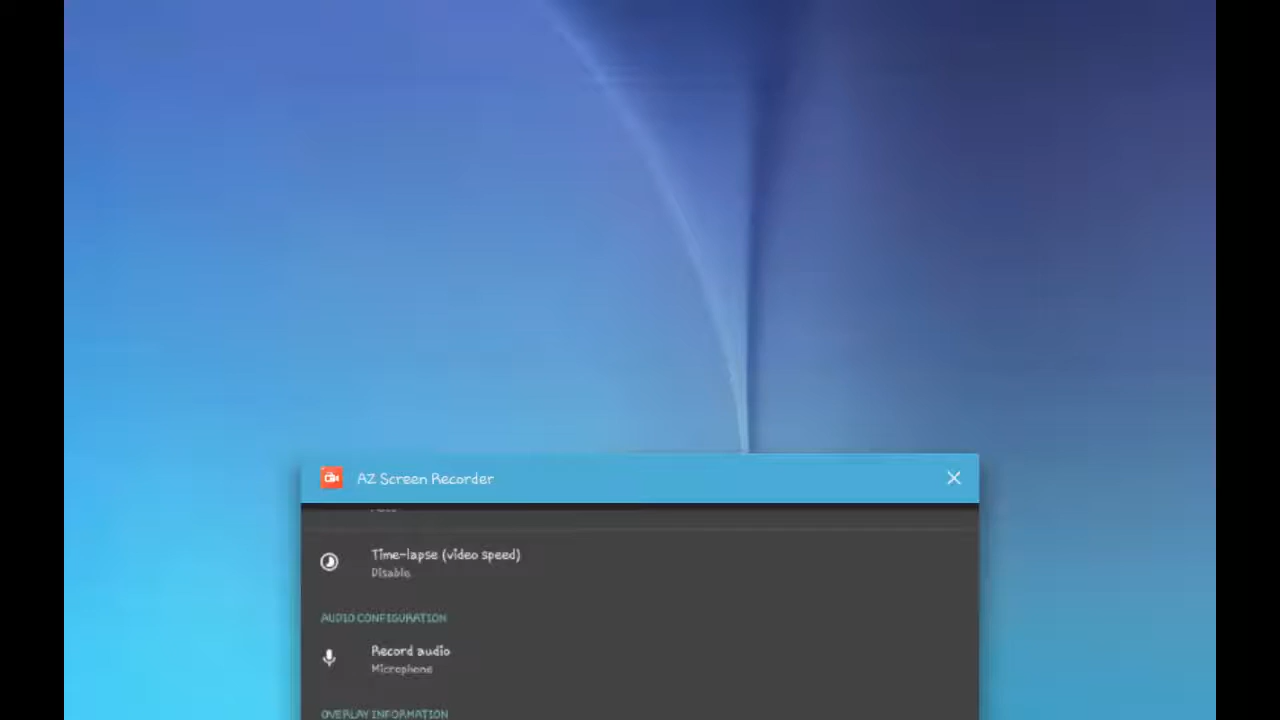 AZ Screen Recorder
Time-lapse (video speed)
Disable
AUDIO CONFIGURATION
Record audio
Microphone
OVERLAY INFORMATION